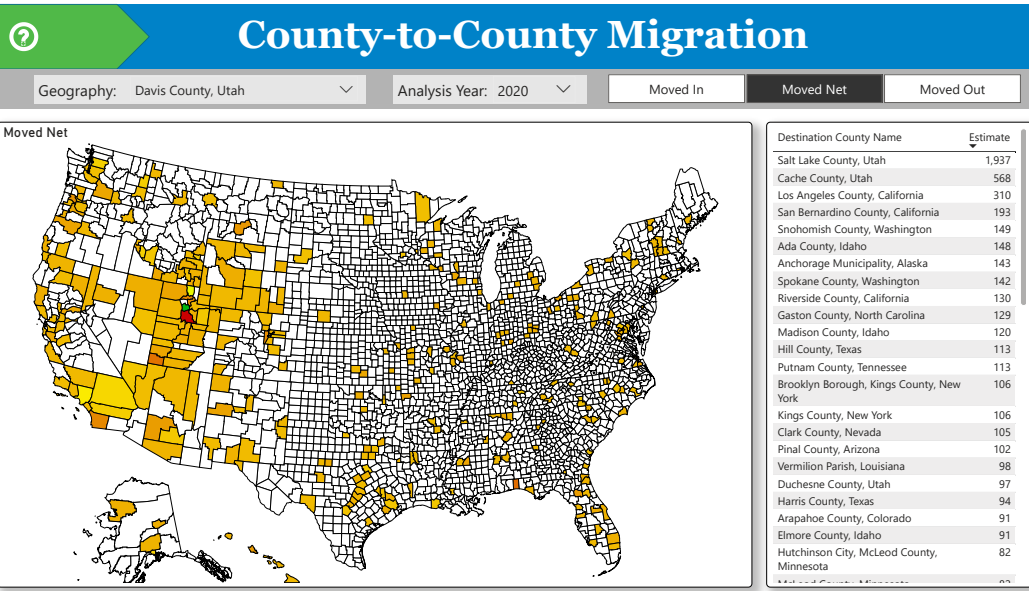 ?
County-to-County Migration
Geography: Davis County, Utah
Analysis Year: 2020
Moved In
Moved Net
Moved Out
Moved Net
Destination County Name Estimate
Salt Lake County, Utah 1,937
Cache County, Utah 568
Los Angeles County, California 310
San Bernardino County, California 193
Snohomish County, Washington 149
Ada County, Idaho 148
Anchorage Municipality, Alaska 143
Spokane County, Washington 142
Riverside County, California 130
Gaston County, North Carolina 129
Madison County, Idaho 120
Hill County, Texas 113
Putnam County, Tennessee 113
Brooklyn Borough, Kings County, New 106
York
Kings County, New York 106
Clark County, Nevada 105
Pinal County, Arizona 102
Vermilion Parish, Louisiana 98
Duchesne County, Utah 97
Harris County, Texas 94
Arapahoe County, Colorado 91
Elmore County, Idaho 91
Hutchinson City, McLeod County, 82
Minnesota
McLeod County, Minnesota 82